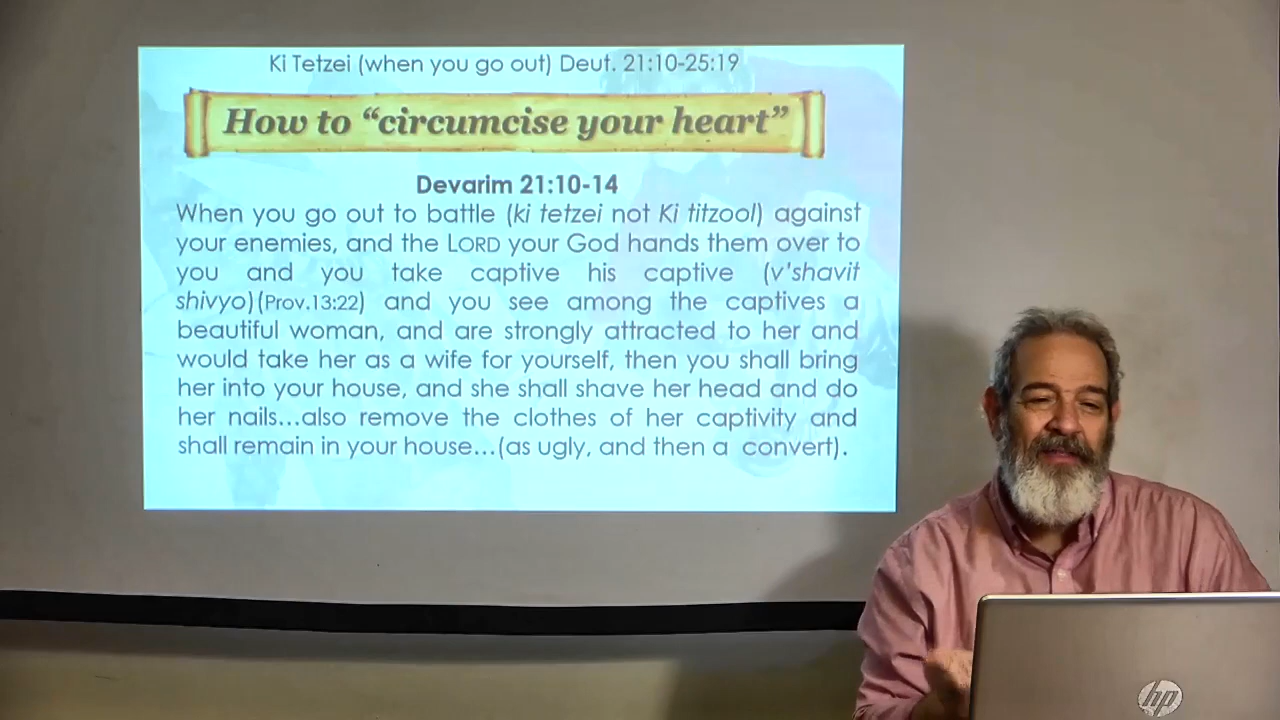 Ki Tetzei (when you go out) Deut. 21:10-25:19
How to “circumcise your heart”
Devarim 21:10-14
When you go out to battle (ki tetzei not Ki titzool) against
your enemies, and the LORD your God hands them over to
you and you take captive his captive (v’shavit
shivyo)(Prov.13:22) and you see among the captives a
beautiful woman, and are strongly attracted to her and
would take her as a wife for yourself, then you shall bring
her into your house, and she shall shave her head and do
her nails...also remove the clothes of her captivity and
shall remain in your house...(as ugly, and then a convert).
hp